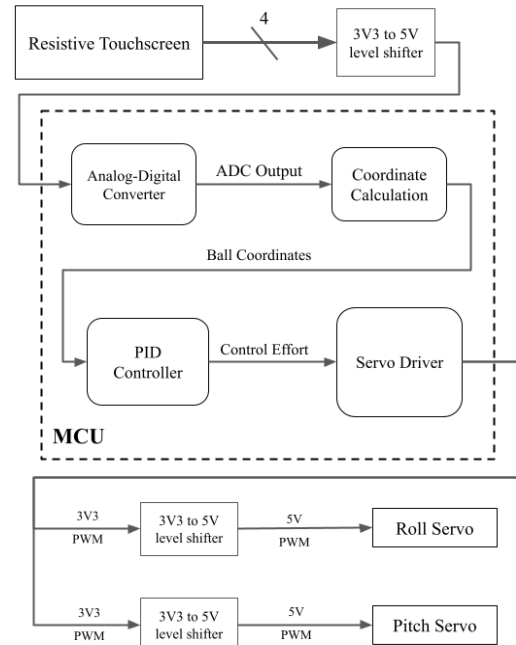 4
Resistive Touchscreen
3V3 to 5V
level shifter
Analog-Digital
Converter
ADC Output
Coordinate
Calculation
Ball Coordinates
PID
Controller
Control Effort
Servo Driver
MCU
3V3
PWM
3V3 to 5V
level shifter
5V
PWM
Roll Servo
3V3
PWM
3V3 to 5V
level shifter
5V
PWM
Pitch Servo